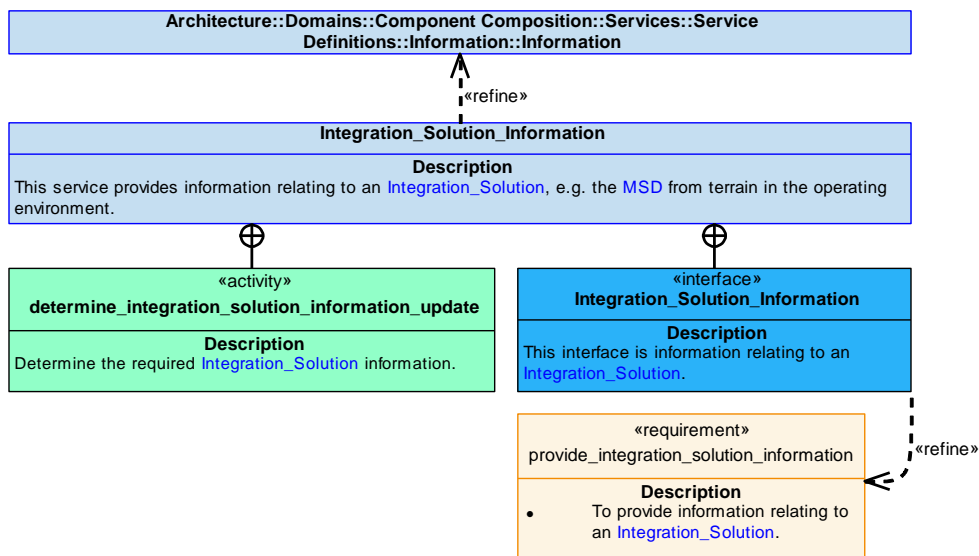 Architecture::Domains::Component Composition::Services::Service
Definitions::Information::Information
«refine»
Integration_Solution_Information
Description
This service provides information relating to an Integration_Solution, e.g. the MSD from terrain in the operating
environment.
«activity»
determine_integration_solution_information_update
Description
Determine the required Integration_Solution information.
«interface»
Integration_Solution_Information
Description
This interface is information relating to an
Integration_Solution.
«refine»
«requirement»
provide_integration_solution_information
Description
• To provide information relating to
an Integration_Solution.